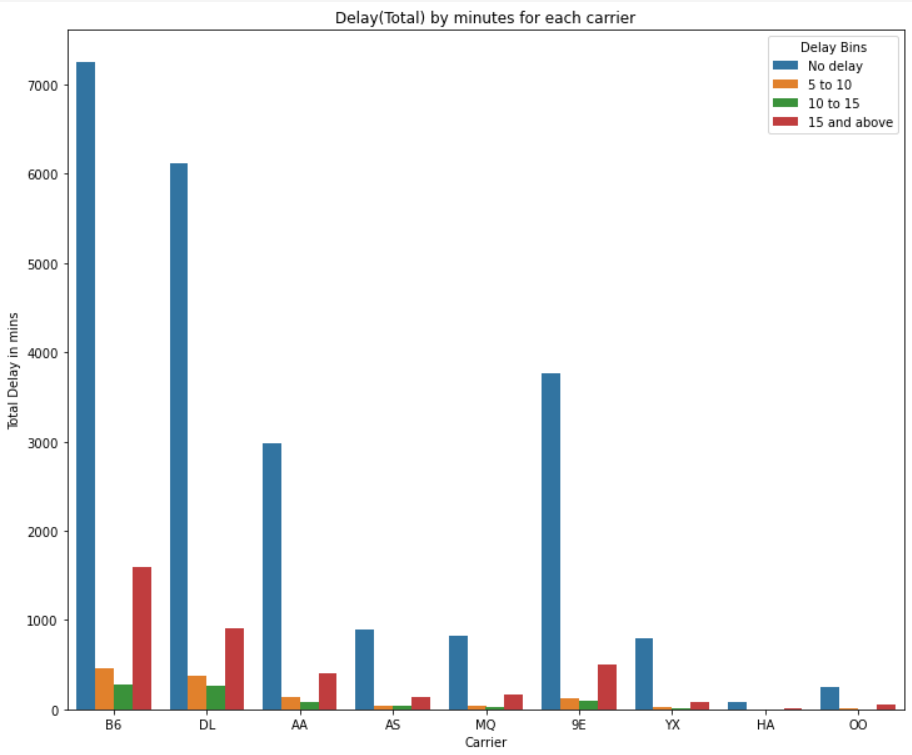 Delay(Total) by minutes for each carrier
Delay Bins
No delay
5 to 10
10 to 15
15 and above
7000
6000
5000
4000
3000
2000
1000
0
Total Delay in mins
B6 DL AA AS MQ 9E YX HA OO
Carrier